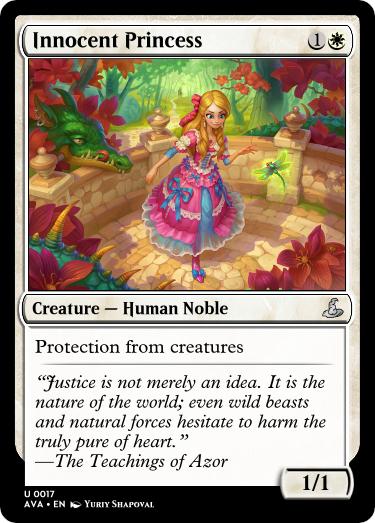 Innocent Princess 1
Creature — Human Noble
Protection from creatures
“Justice is not merely an idea. It is the
nature of the world; even wild beasts
and natural forces hesitate to harm the
truly pure of heart.”
—The Teachings of Azor
1/1
U 0017
AVA • EN Yuriy Shapoval